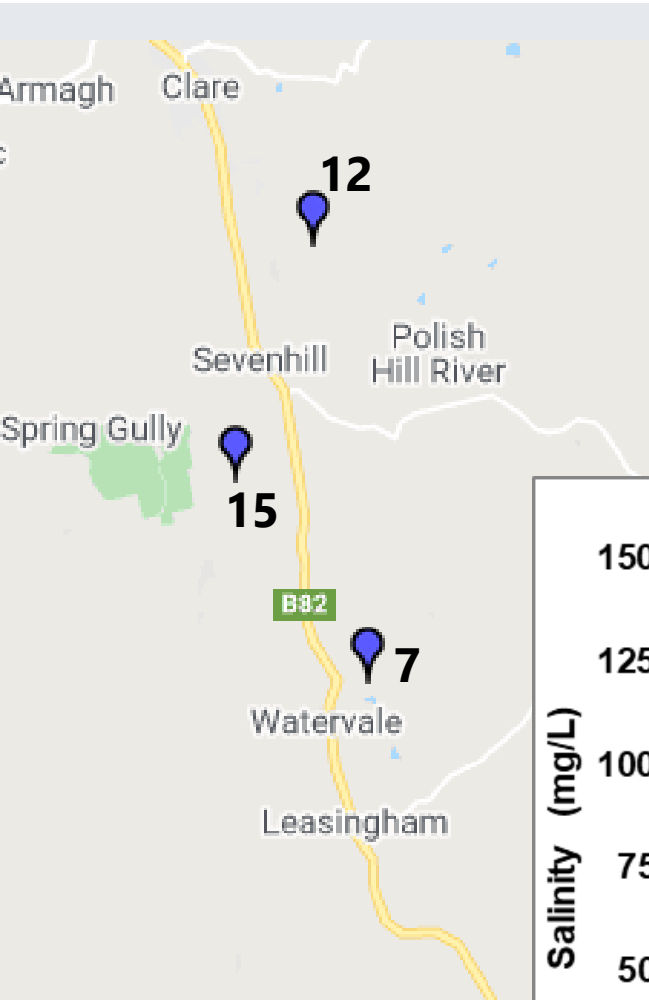 Armagh
Clare
12
Polish
Hill River
Sevenhill
Spring Gully
15
B82
7
Watervale
Leasingham
150
125
100
75
50
Salinity (mg/L)